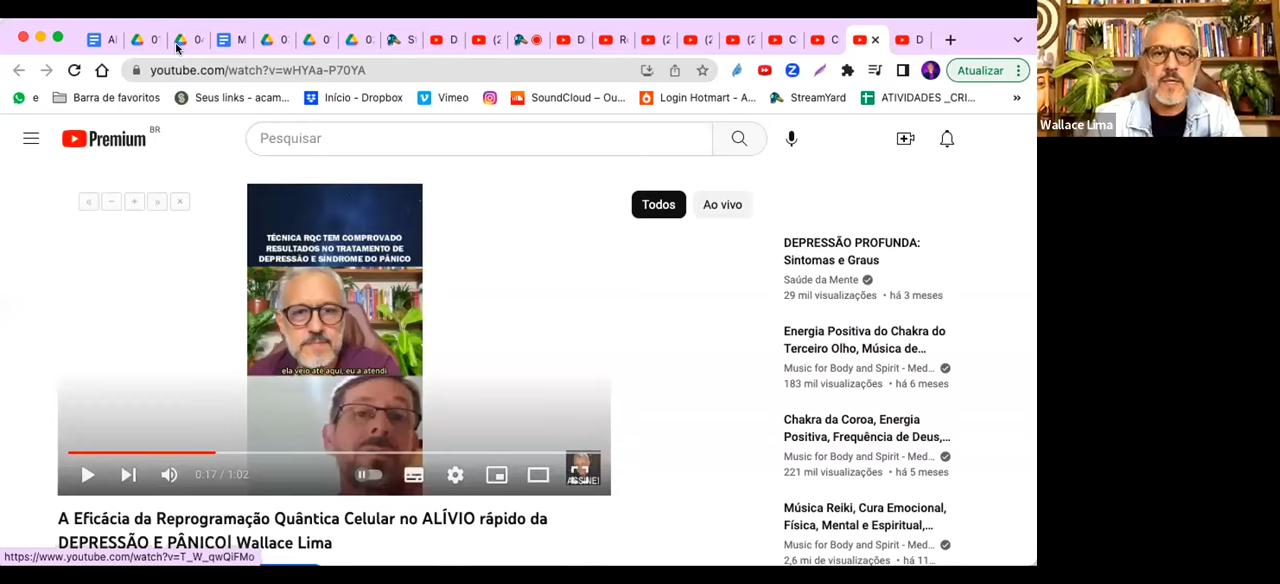 youtube.com/watch?v=wHYAa-P70YA
Atualizar
e
Barra de favoritos
Seus links - acam...
Início - Dropbox
Vimeo
SoundCloud – Ou...
Login Hotmart - A...
StreamYard
ATIVIDADES _CRI...
»
Premium BR
Pesquisar
Wallace Lima
Todos
Ao vivo
TÉCNICA RQC TEM COMPROVADO
RESULTADOS NO TRATAMENTO DE
DEPRESSÃO E SÍNDROME DO PÂNICO
ela veio até aqui, eu a atendi
0:17 / 1:02
ASSINE!
A Eficácia da Reprogramação Quântica Celular no ALÍVIO rápido da
DEPRESSÃO E PÂNICO| Wallace Lima
https://www.youtube.com/watch?v=T_W_qwQiFMo
DEPRESSÃO PROFUNDA:
Sintomas e Graus
Saúde da Mente
29 mil visualizações • há 3 meses
Energia Positiva do Chakra do
Terceiro Olho, Música de...
Music for Body and Spirit - Med...
183 mil visualizações • há 6 meses
Chakra da Coroa, Energia
Positiva, Frequência de Deus,...
Music for Body and Spirit - Med...
221 mil visualizações • há 5 meses
Música Reiki, Cura Emocional,
Física, Mental e Espiritual,...
Music for Body and Spirit - Med...
2,6 mi de visualizações • há 11...